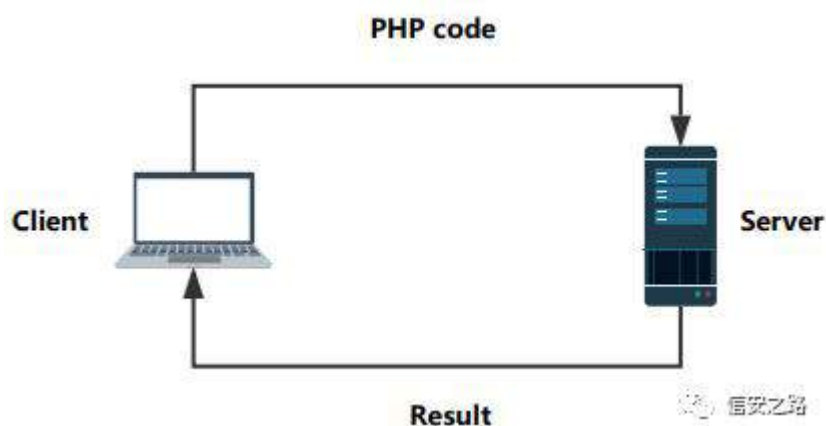 PHP code
Client
Server
信安之路
Result